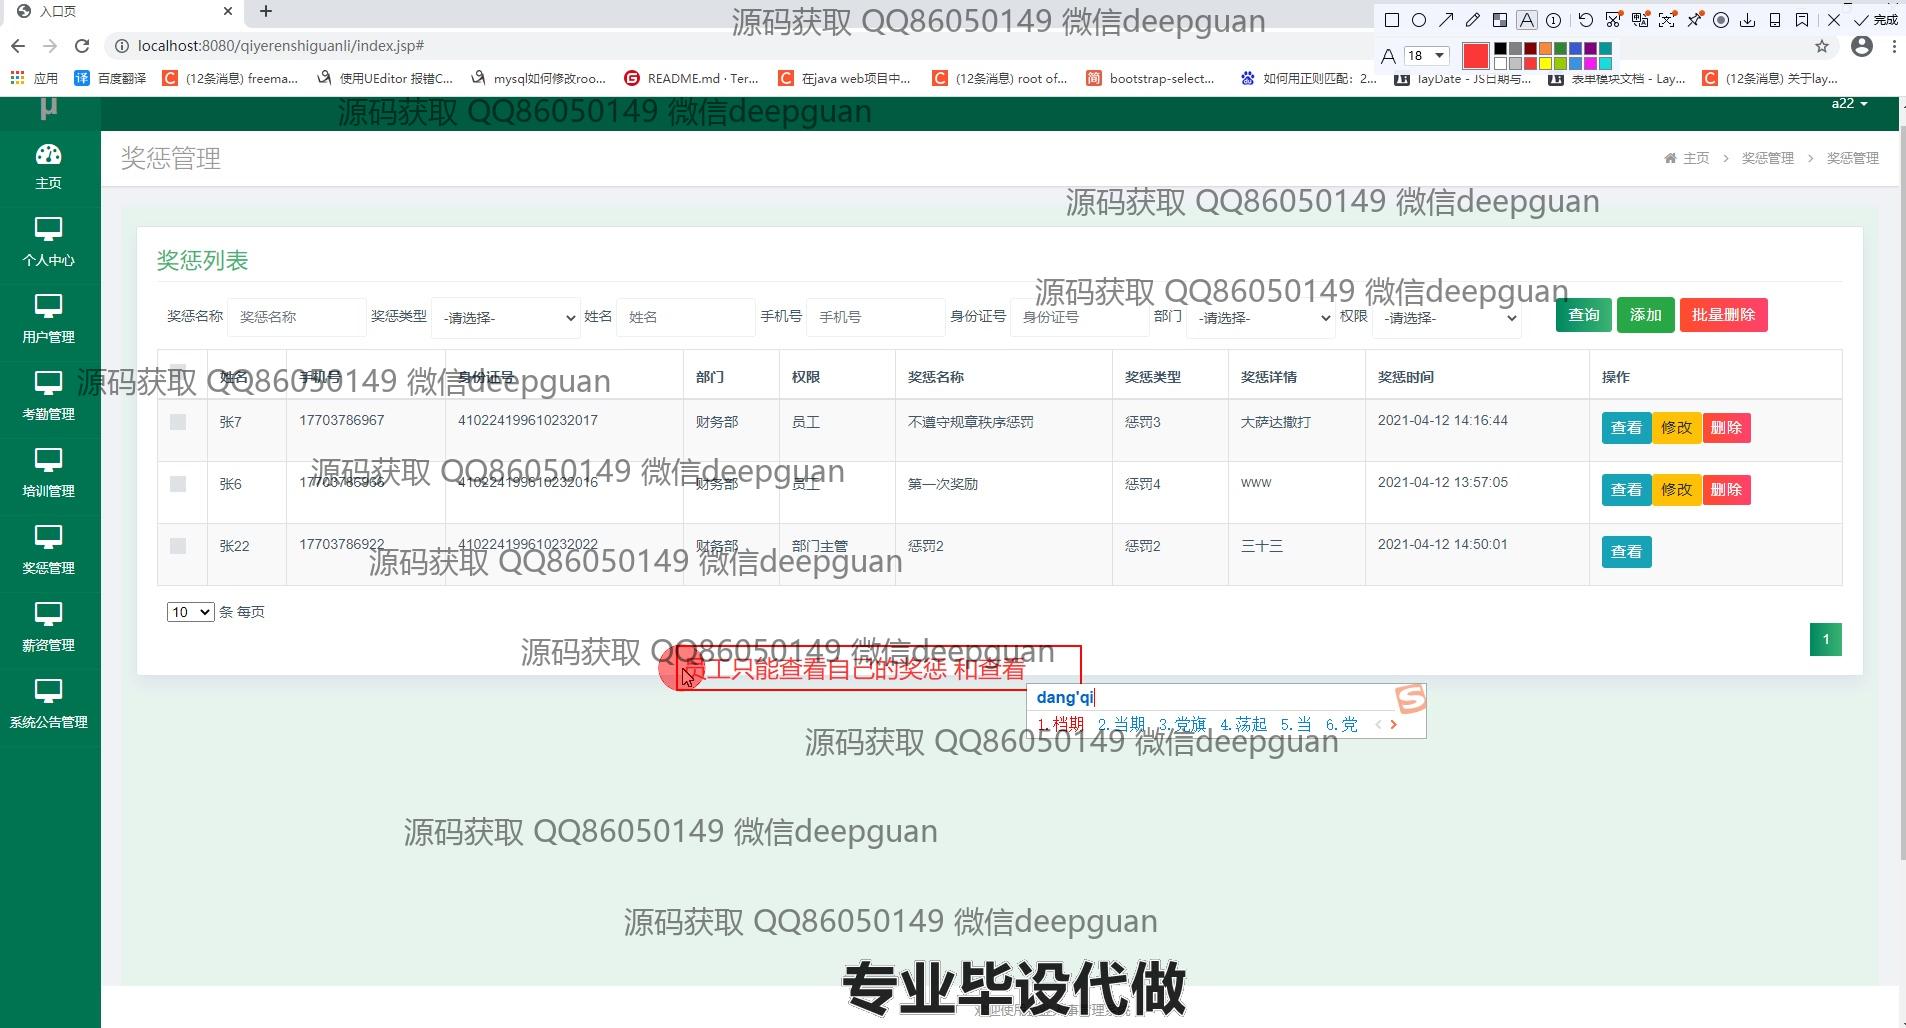 入口页
源码获取 QQ86050149 微信deepguan
完成
localhost:8080/qiyerenshiguanli/index.jsp#
18
应用
百度翻译
(12条消息) freema...
使用UEditor 报错C...
mysql如何修改roo...
README.md · Ter...
在java web项目中...
(12条消息) root of...
bootstrap-select...
如何用正则匹配：2...
layDate - JS日期与...
表单模块文档 - Lay...
(12条消息) 关于lay...
μ
源码获取 QQ86050149 微信deepguan
a22
奖惩管理
主页 > 奖惩管理 > 奖惩管理
主页
个人中心
用户管理
考勤管理
培训管理
奖惩管理
薪资管理
系统公告管理
源码获取 QQ86050149 微信deepguan
奖惩列表
源码获取 QQ86050149 微信deepguan
奖惩名称 奖惩名称 奖惩类型 -请选择- 姓名 姓名 手机号 手机号 身份证号 身份证号 部门 -请选择- 权限 -请选择- 查询 添加 批量删除
姓名 手机号 身份证号 部门 权限 奖惩名称 奖惩类型 奖惩详情 奖惩时间 操作
源码获取 QQ86050149 微信deepguan
张7 17703786967 410224199610232017 财务部 员工 不遵守规章秩序惩罚 惩罚3 大萨达撒打 2021-04-12 14:16:44 查看 修改 删除
源码获取 QQ86050149 微信deepguan
张6 17703786966 410224199610232016 财务部 员工 第一次奖励 惩罚4 www 2021-04-12 13:57:05 查看 修改 删除
张22 17703786922 410224199610232022 财务部 部门主管 惩罚2 惩罚2 三十三 2021-04-12 14:50:01 查看
源码获取 QQ86050149 微信deepguan
10 条 每页
1
源码获取 QQ86050149 微信deepguan
员工只能查看自己的奖惩 和查看
dang'qi
1.档期 2.当期 3.党旗 4.荡起 5.当 6.党
源码获取 QQ86050149 微信deepguan
源码获取 QQ86050149 微信deepguan
源码获取 QQ86050149 微信deepguan
专业毕设代做